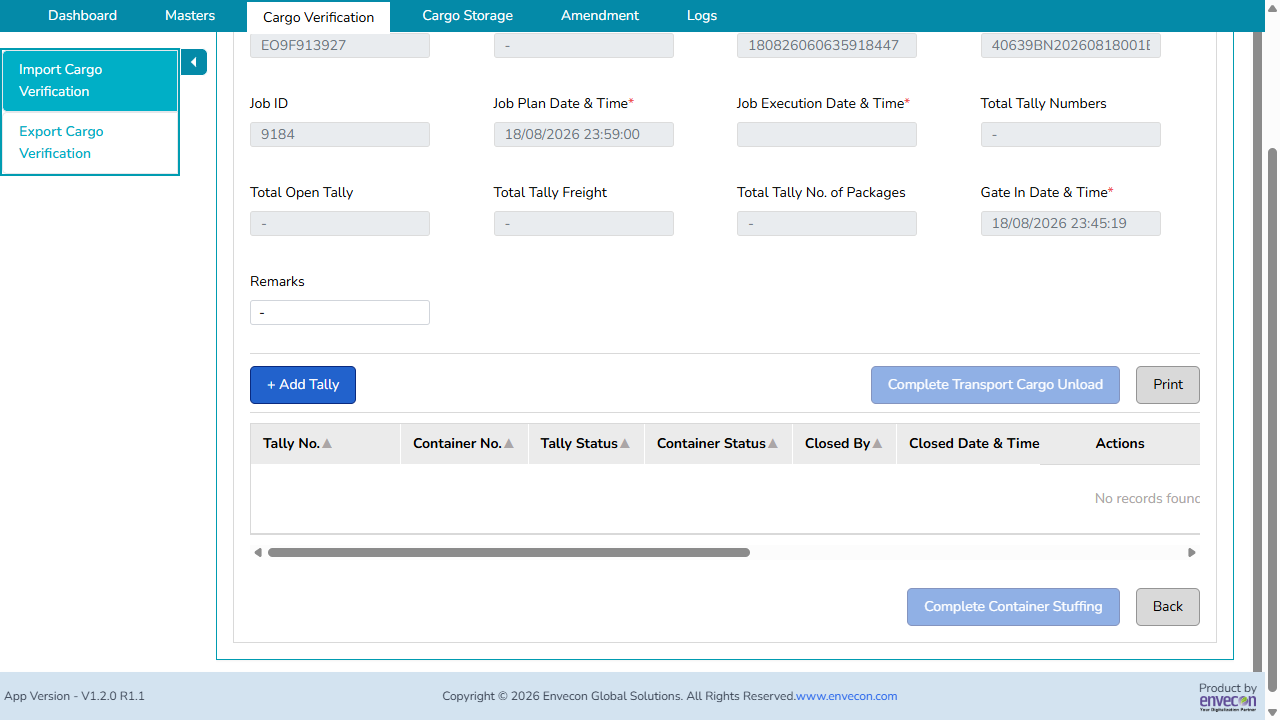 Dashboard Masters Cargo Verification Cargo Storage Amendment Logs
Import Cargo
Verification
Export Cargo
Verification
EO9F913927 - 180826060635918447 40639BN20260818001E
Job ID Job Plan Date & Time* Job Execution Date & Time* Total Tally Numbers
9184 18/08/2026 23:59:00 -
Total Open Tally Total Tally Freight Total Tally No. of Packages Gate In Date & Time*
- - - 18/08/2026 23:45:19
Remarks
-
+ Add Tally Complete Transport Cargo Unload Print
Tally No. Container No. Tally Status Container Status Closed By Closed Date & Time Actions
No records found
Complete Container Stuffing Back
App Version - V1.2.0 R1.1 Copyright © 2026 Envecon Global Solutions. All Rights Reserved.www.envecon.com Product by
envecon
Your Digitalisation Partner